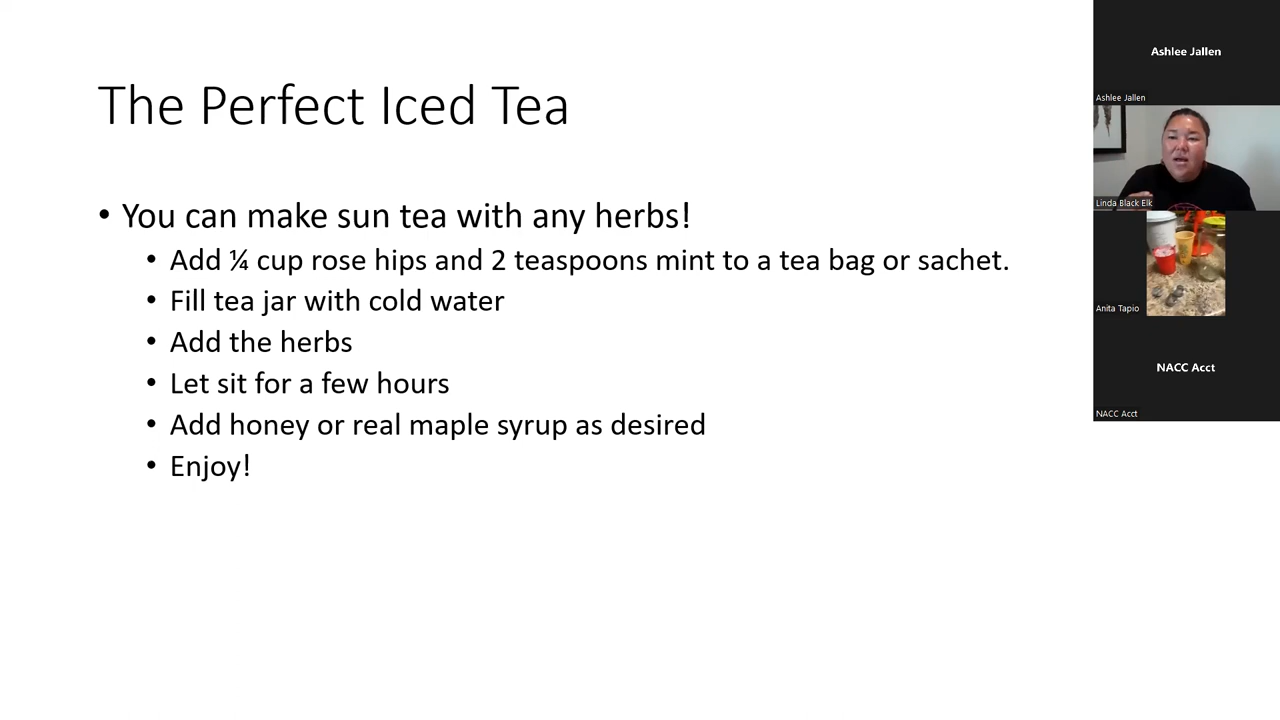 The Perfect Iced Tea
• You can make sun tea with any herbs!
• Add ¼ cup rose hips and 2 teaspoons mint to a tea bag or sachet.
• Fill tea jar with cold water
• Add the herbs
• Let sit for a few hours
• Add honey or real maple syrup as desired
• Enjoy!
Ashlee Jallen
Ashlee Jallen
Linda Black Elk
Anita Tapio
NACC Acct
NACC Acct